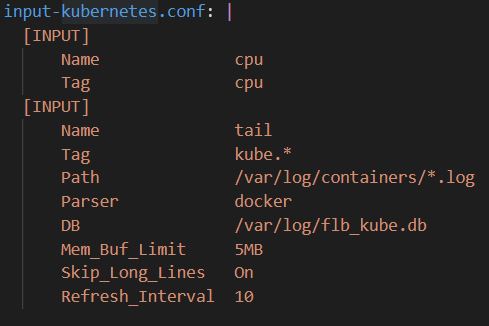 input-kubernetes.conf: |
[INPUT]
Name cpu
Tag cpu
[INPUT]
Name tail
Tag kube.*
Path /var/log/containers/*.log
Parser docker
DB /var/log/flb_kube.db
Mem_Buf_Limit 5MB
Skip_Long_Lines On
Refresh_Interval 10